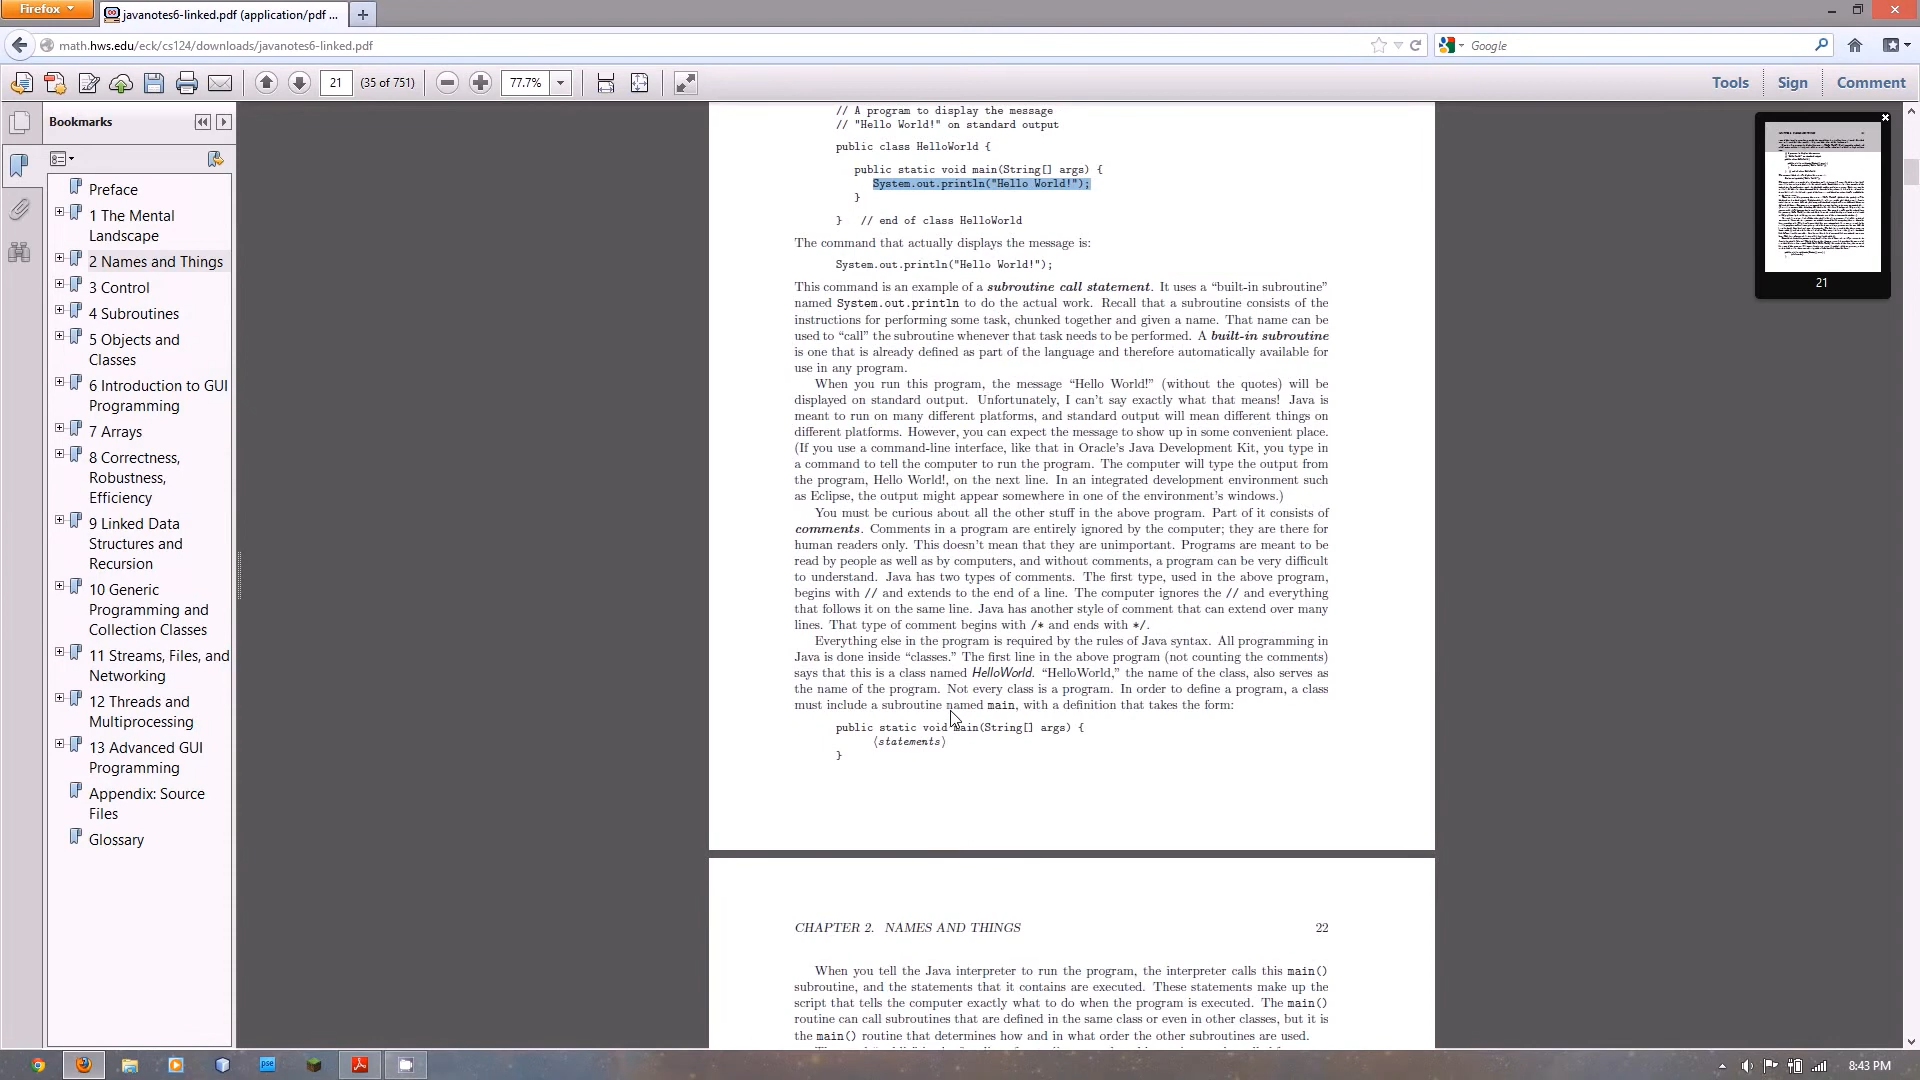 Firefox
javanotes6-linked.pdf (application/pdf ...
math.hws.edu/eck/cs124/downloads/javanotes6-linked.pdf
Google
21
(35 of 751)
77.7%
Tools
Sign
Comment
Bookmarks
Preface
1 The Mental
Landscape
2 Names and Things
3 Control
4 Subroutines
5 Objects and
Classes
6 Introduction to GUI
Programming
7 Arrays
8 Correctness,
Robustness,
Efficiency
9 Linked Data
Structures and
Recursion
10 Generic
Programming and
Collection Classes
11 Streams, Files, and
Networking
12 Threads and
Multiprocessing
13 Advanced GUI
Programming
Appendix: Source
Files
Glossary
// A program to display the message
// "Hello World!" on standard output
public class HelloWorld {
public static void main(String[] args) {
System.out.println("Hello World!");
}
} // end of class HelloWorld
The command that actually displays the message is:
System.out.println("Hello World!");
This command is an example of a subroutine call statement. It uses a “built-in subroutine”
named System.out.println to do the actual work. Recall that a subroutine consists of the
instructions for performing some task, chunked together and given a name. That name can be
used to “call” the subroutine whenever that task needs to be performed. A built-in subroutine
is one that is already defined as part of the language and therefore automatically available for
use in any program.
When you run this program, the message “Hello World!” (without the quotes) will be
displayed on standard output. Unfortunately, I can’t say exactly what that means! Java is
meant to run on many different platforms, and standard output will mean different things on
different platforms. However, you can expect the message to show up in some convenient place.
(If you use a command-line interface, like that in Oracle’s Java Development Kit, you type in
a command to tell the computer to run the program. The computer will type the output from
the program, Hello World!, on the next line. In an integrated development environment such
as Eclipse, the output might appear somewhere in one of the environment’s windows.)
You must be curious about all the other stuff in the above program. Part of it consists of
comments. Comments in a program are entirely ignored by the computer; they are there for
human readers only. This doesn’t mean that they are unimportant. Programs are meant to be
read by people as well as by computers, and without comments, a program can be very difficult
to understand. Java has two types of comments. The first type, used in the above program,
begins with // and extends to the end of a line. The computer ignores the // and everything
that follows it on the same line. Java has another style of comment that can extend over many
lines. That type of comment begins with /* and ends with */.
Everything else in the program is required by the rules of Java syntax. All programming in
Java is done inside “classes.” The first line in the above program (not counting the comments)
says that this is a class named HelloWorld. “HelloWorld,” the name of the class, also serves as
the name of the program. Not every class is a program. In order to define a program, a class
must include a subroutine named main, with a definition that takes the form:
public static void main(String[] args) {
⟨statements⟩
}
CHAPTER 2. NAMES AND THINGS 22
When you tell the Java interpreter to run the program, the interpreter calls this main()
subroutine, and the statements that it contains are executed. These statements make up the
script that tells the computer exactly what to do when the program is executed. The main()
routine can call subroutines that are defined in the same class or even in other classes, but it is
the main() routine that determines how and in what order the other subroutines are used.
21
pse
8:43 PM